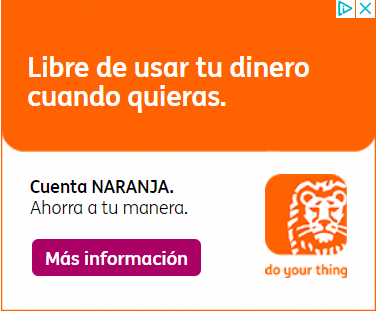 Libre de usar tu dinero
cuando quieras.
Cuenta NARANJA.
Ahorra a tu manera.
Más información
do your thing